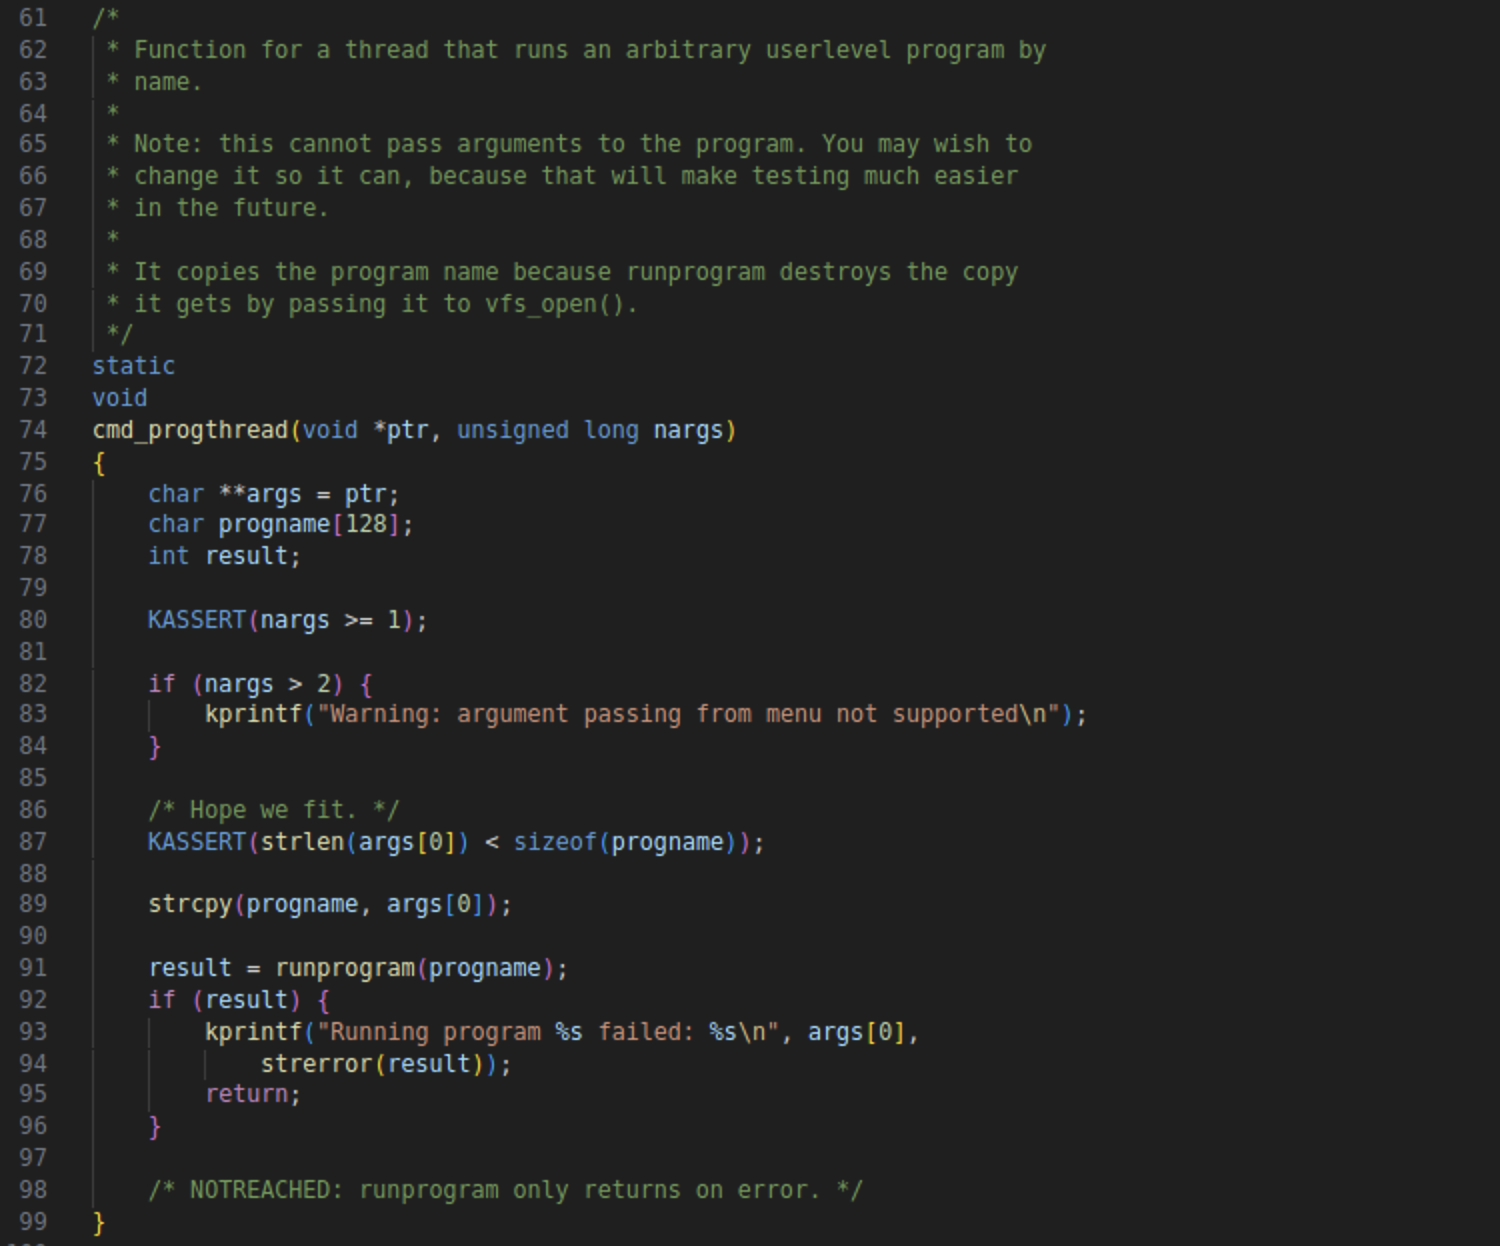 61 /*
62  * Function for a thread that runs an arbitrary userlevel program by
63  * name.
64  *
65  * Note: this cannot pass arguments to the program. You may wish to
66  * change it so it can, because that will make testing much easier
67  * in the future.
68  *
69  * It copies the program name because runprogram destroys the copy
70  * it gets by passing it to vfs_open().
71  */
72 static
73 void
74 cmd_progthread(void *ptr, unsigned long nargs)
75 {
76     char **args = ptr;
77     char progname[128];
78     int result;
79
80     KASSERT(nargs >= 1);
81
82     if (nargs > 2) {
83         kprintf("Warning: argument passing from menu not supported\n");
84     }
85
86     /* Hope we fit. */
87     KASSERT(strlen(args[0]) < sizeof(progname));
88
89     strcpy(progname, args[0]);
90
91     result = runprogram(progname);
92     if (result) {
93         kprintf("Running program %s failed: %s\n", args[0],
94             strerror(result));
95         return;
96     }
97
98     /* NOTREACHED: runprogram only returns on error. */
99 }